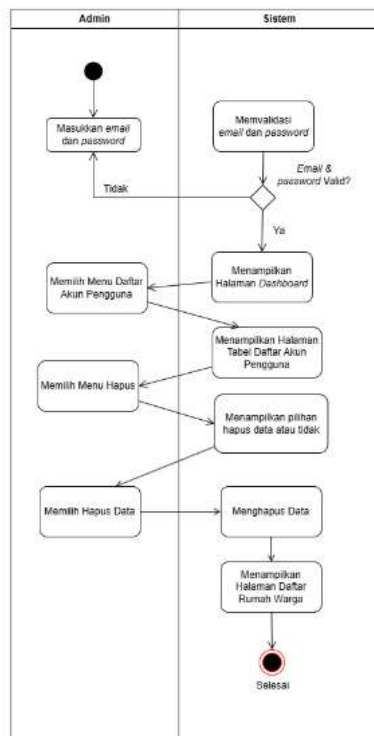 Admin
Sistem
Masukkan email
dan password
Memvalidasi
email dan password
Email &
password Valid?
Tidak
Ya
Menampilkan
Halaman Dashboard
Memilih Menu Daftar
Akun Pengguna
Menampilkan Halaman
Tabel Daftar Akun
Pengguna
Memilih Menu Hapus
Menampilkan pilihan
hapus data atau tidak
Memilih Hapus Data
Menghapus Data
Menampilkan
Halaman Daftar
Rumah Warga
Selesai